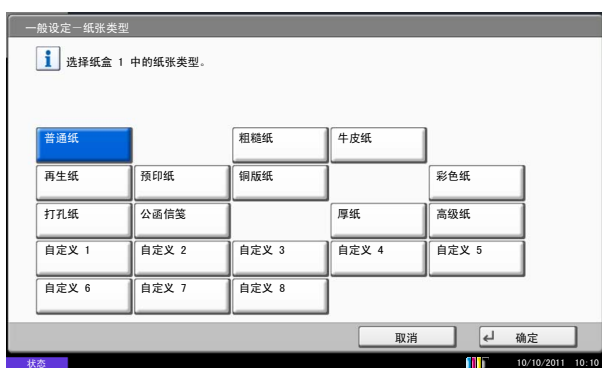 一般设定－纸张类型
选择纸盒 1 中的纸张类型。
普通纸 粗糙纸 牛皮纸
再生纸 预印纸 铜版纸 彩色纸
打孔纸 公函信笺 厚纸 高级纸
自定义 1 自定义 2 自定义 3 自定义 4 自定义 5
自定义 6 自定义 7 自定义 8
取消 确定
状态 10/10/2011 10:10